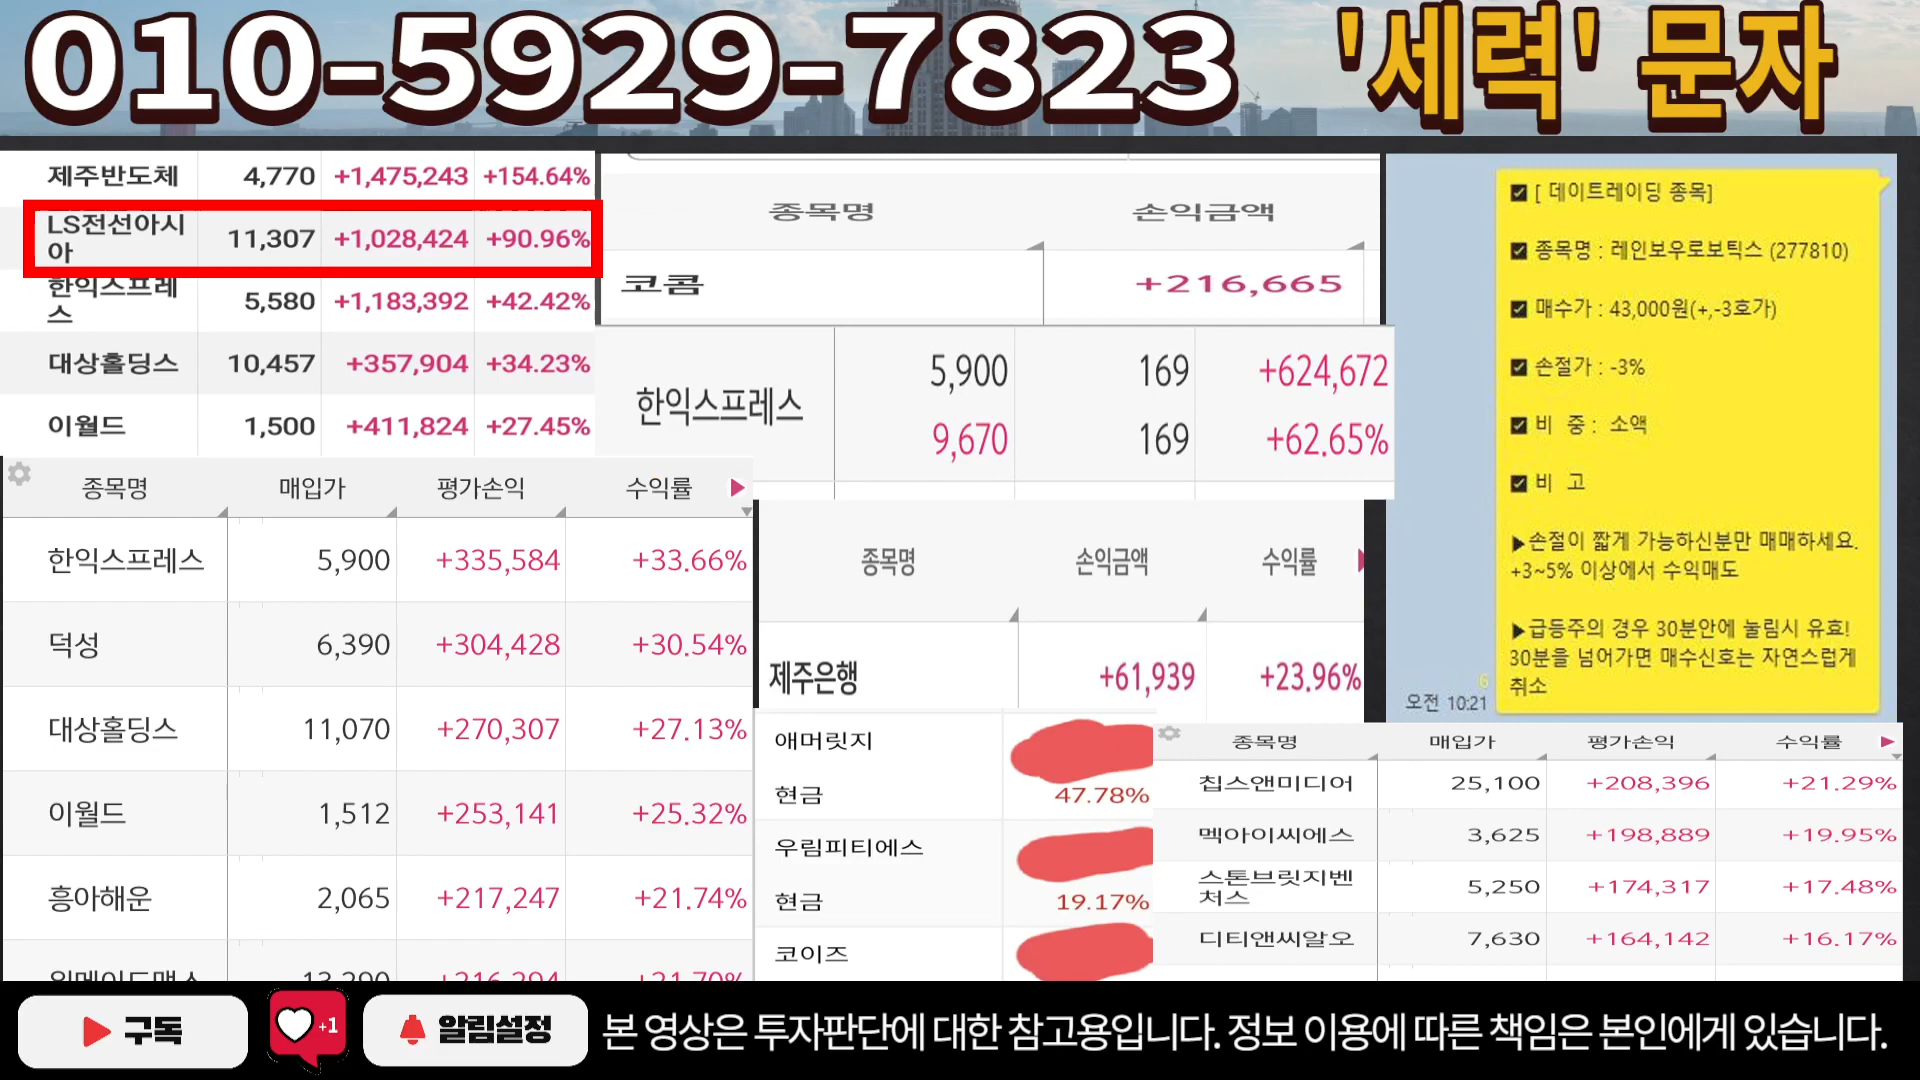 010-5929-7823 '세력' 문자
제주반도체 4,770 +1,475,243 +154.64%
LS전선아시
아 11,307 +1,028,424 +90.96%
한익스프레
스 5,580 +1,183,392 +42.42%
대상홀딩스 10,457 +357,904 +34.23%
이월드 1,500 +411,824 +27.45%
종목명 손익금액
코콤 +216,665
한익스프레스
5,900 169 +624,672
9,670 169 +62.65%
[ 데이트레이딩 종목]
종목명 : 레인보우로보틱스 (277810)
매수가 : 43,000원(+,-3호가)
손절가 : -3%
비 중 : 소액
비 고
▶손절이 짧게 가능하신분만 매매하세요.
+3~5% 이상에서 수익매도
▶급등주의 경우 30분안에 눌림시 유효!
30분을 넘어가면 매수신호는 자연스럽게
취소
6
오전 10:21
종목명 매입가 평가손익 수익률
한익스프레스 5,900 +335,584 +33.66%
덕성 6,390 +304,428 +30.54%
대상홀딩스 11,070 +270,307 +27.13%
이월드 1,512 +253,141 +25.32%
흥아해운 2,065 +217,247 +21.74%
종목명 손익금액 수익률
제주은행 +61,939 +23.96%
애머릿지
현금 47.78%
우림피티에스
현금 19.17%
코이즈
종목명 매입가 평가손익 수익률
칩스앤미디어 25,100 +208,396 +21.29%
멕아이씨에스 3,625 +198,889 +19.95%
스톤브릿지벤
처스 5,250 +174,317 +17.48%
디티앤씨알오 7,630 +164,142 +16.17%
구독 +1 알림설정 본 영상은 투자판단에 대한 참고용입니다. 정보 이용에 따른 책임은 본인에게 있습니다.